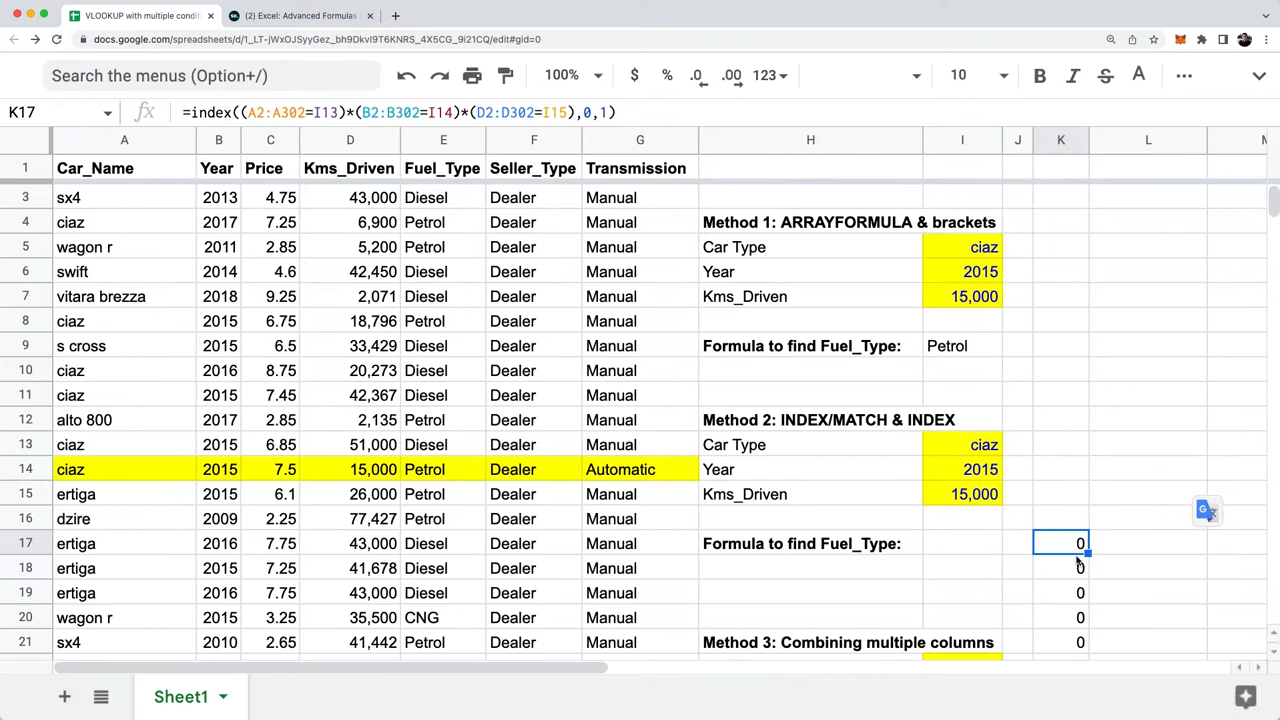 VLOOKUP with multiple condit
(2) Excel: Advanced Formulas
docs.google.com/spreadsheets/d/1_LT-jWxOJSyyGez_bh9DkvI9T6KNRS_4X5CG_9i21CQ/edit#gid=0
Search the menus (Option+/) 100% $ % .0 .00 123 10 B I S A
K17 fx =index((A2:A302=I13)*(B2:B302=I14)*(D2:D302=I15),0,1)
A B C D E F G H I J K L M
1 Car_Name Year Price Kms_Driven Fuel_Type Seller_Type Transmission
3 sx4 2013 4.75 43,000 Diesel Dealer Manual
4 ciaz 2017 7.25 6,900 Petrol Dealer Manual Method 1: ARRAYFORMULA & brackets
5 wagon r 2011 2.85 5,200 Petrol Dealer Manual Car Type ciaz
6 swift 2014 4.6 42,450 Diesel Dealer Manual Year 2015
7 vitara brezza 2018 9.25 2,071 Diesel Dealer Manual Kms_Driven 15,000
8 ciaz 2015 6.75 18,796 Petrol Dealer Manual
9 s cross 2015 6.5 33,429 Diesel Dealer Manual Formula to find Fuel_Type: Petrol
10 ciaz 2016 8.75 20,273 Diesel Dealer Manual
11 ciaz 2015 7.45 42,367 Diesel Dealer Manual
12 alto 800 2017 2.85 2,135 Petrol Dealer Manual Method 2: INDEX/MATCH & INDEX
13 ciaz 2015 6.85 51,000 Diesel Dealer Manual Car Type ciaz
14 ciaz 2015 7.5 15,000 Petrol Dealer Automatic Year 2015
15 ertiga 2015 6.1 26,000 Petrol Dealer Manual Kms_Driven 15,000
16 dzire 2009 2.25 77,427 Petrol Dealer Manual
17 ertiga 2016 7.75 43,000 Diesel Dealer Manual Formula to find Fuel_Type: 0
18 ertiga 2015 7.25 41,678 Diesel Dealer Manual 0
19 ertiga 2016 7.75 43,000 Diesel Dealer Manual 0
20 wagon r 2015 3.25 35,500 CNG Dealer Manual 0
21 sx4 2010 2.65 41,442 Petrol Dealer Manual Method 3: Combining multiple columns 0
Sheet1